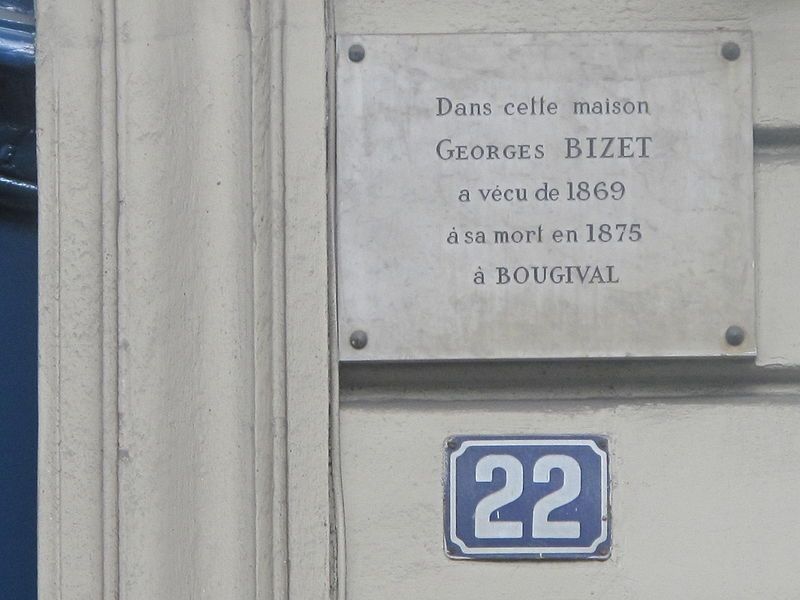 Dans cette maison
GEORGES BIZET
a vécu de 1869
à sa mort en 1875
à BOUGIVAL
22